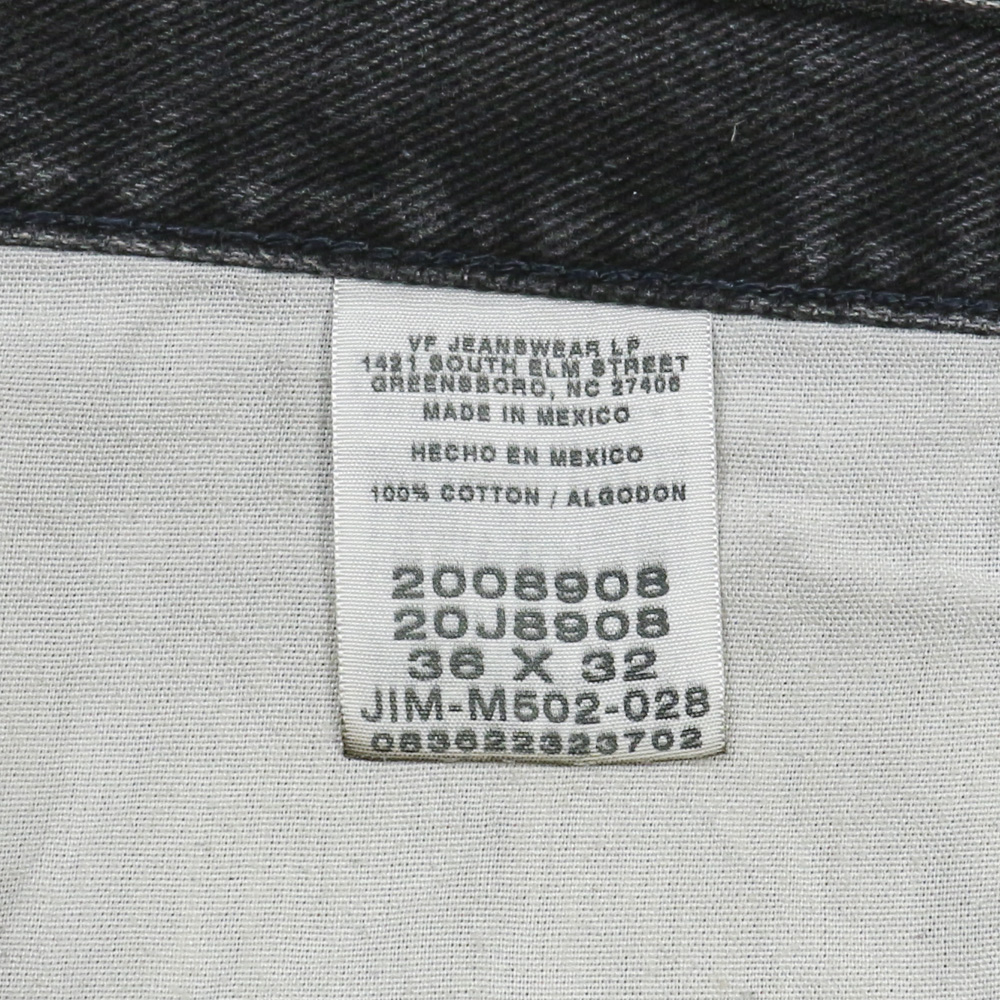 VF JEANSWEAR LP
1421 SOUTH ELM STREET
GREENSBORO, NC 27406
MADE IN MEXICO
HECHO EN MEXICO
100% COTTON / ALGODON
2008908
20J8908
36 X 32
JIM-M502-028
083622323702